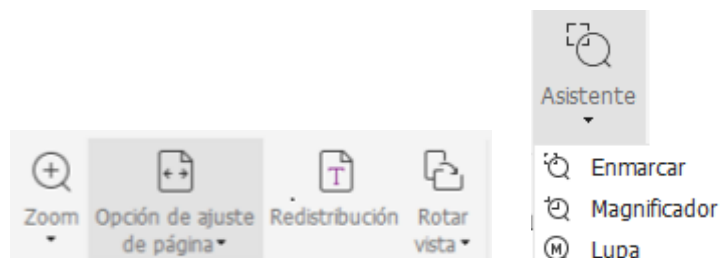 Asistente
Enmarcar
Magnificador
Lupa
Zoom Opción de ajuste Redistribución Rotar
de página vista